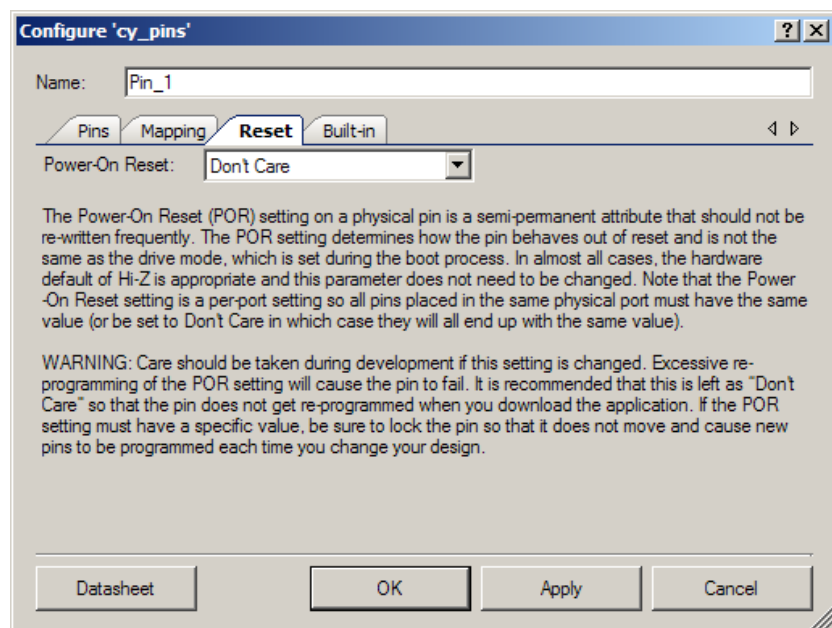 Configure 'cy_pins'
Name: Pin_1
Pins Mapping Reset Built-in
Power-On Reset: Don't Care
The Power-On Reset (POR) setting on a physical pin is a semi-permanent attribute that should not be
re-written frequently. The POR setting determines how the pin behaves out of reset and is not the
same as the drive mode, which is set during the boot process. In almost all cases, the hardware
default of Hi-Z is appropriate and this parameter does not need to be changed. Note that the Power
-On Reset setting is a per-port setting so all pins placed in the same physical port must have the same
value (or be set to Don't Care in which case they will all end up with the same value).
WARNING: Care should be taken during development if this setting is changed. Excessive re-
programming of the POR setting will cause the pin to fail. It is recommended that this is left as "Don't
Care" so that the pin does not get re-programmed when you download the application. If the POR
setting must have a specific value, be sure to lock the pin so that it does not move and cause new
pins to be programmed each time you change your design.
Datasheet OK Apply Cancel